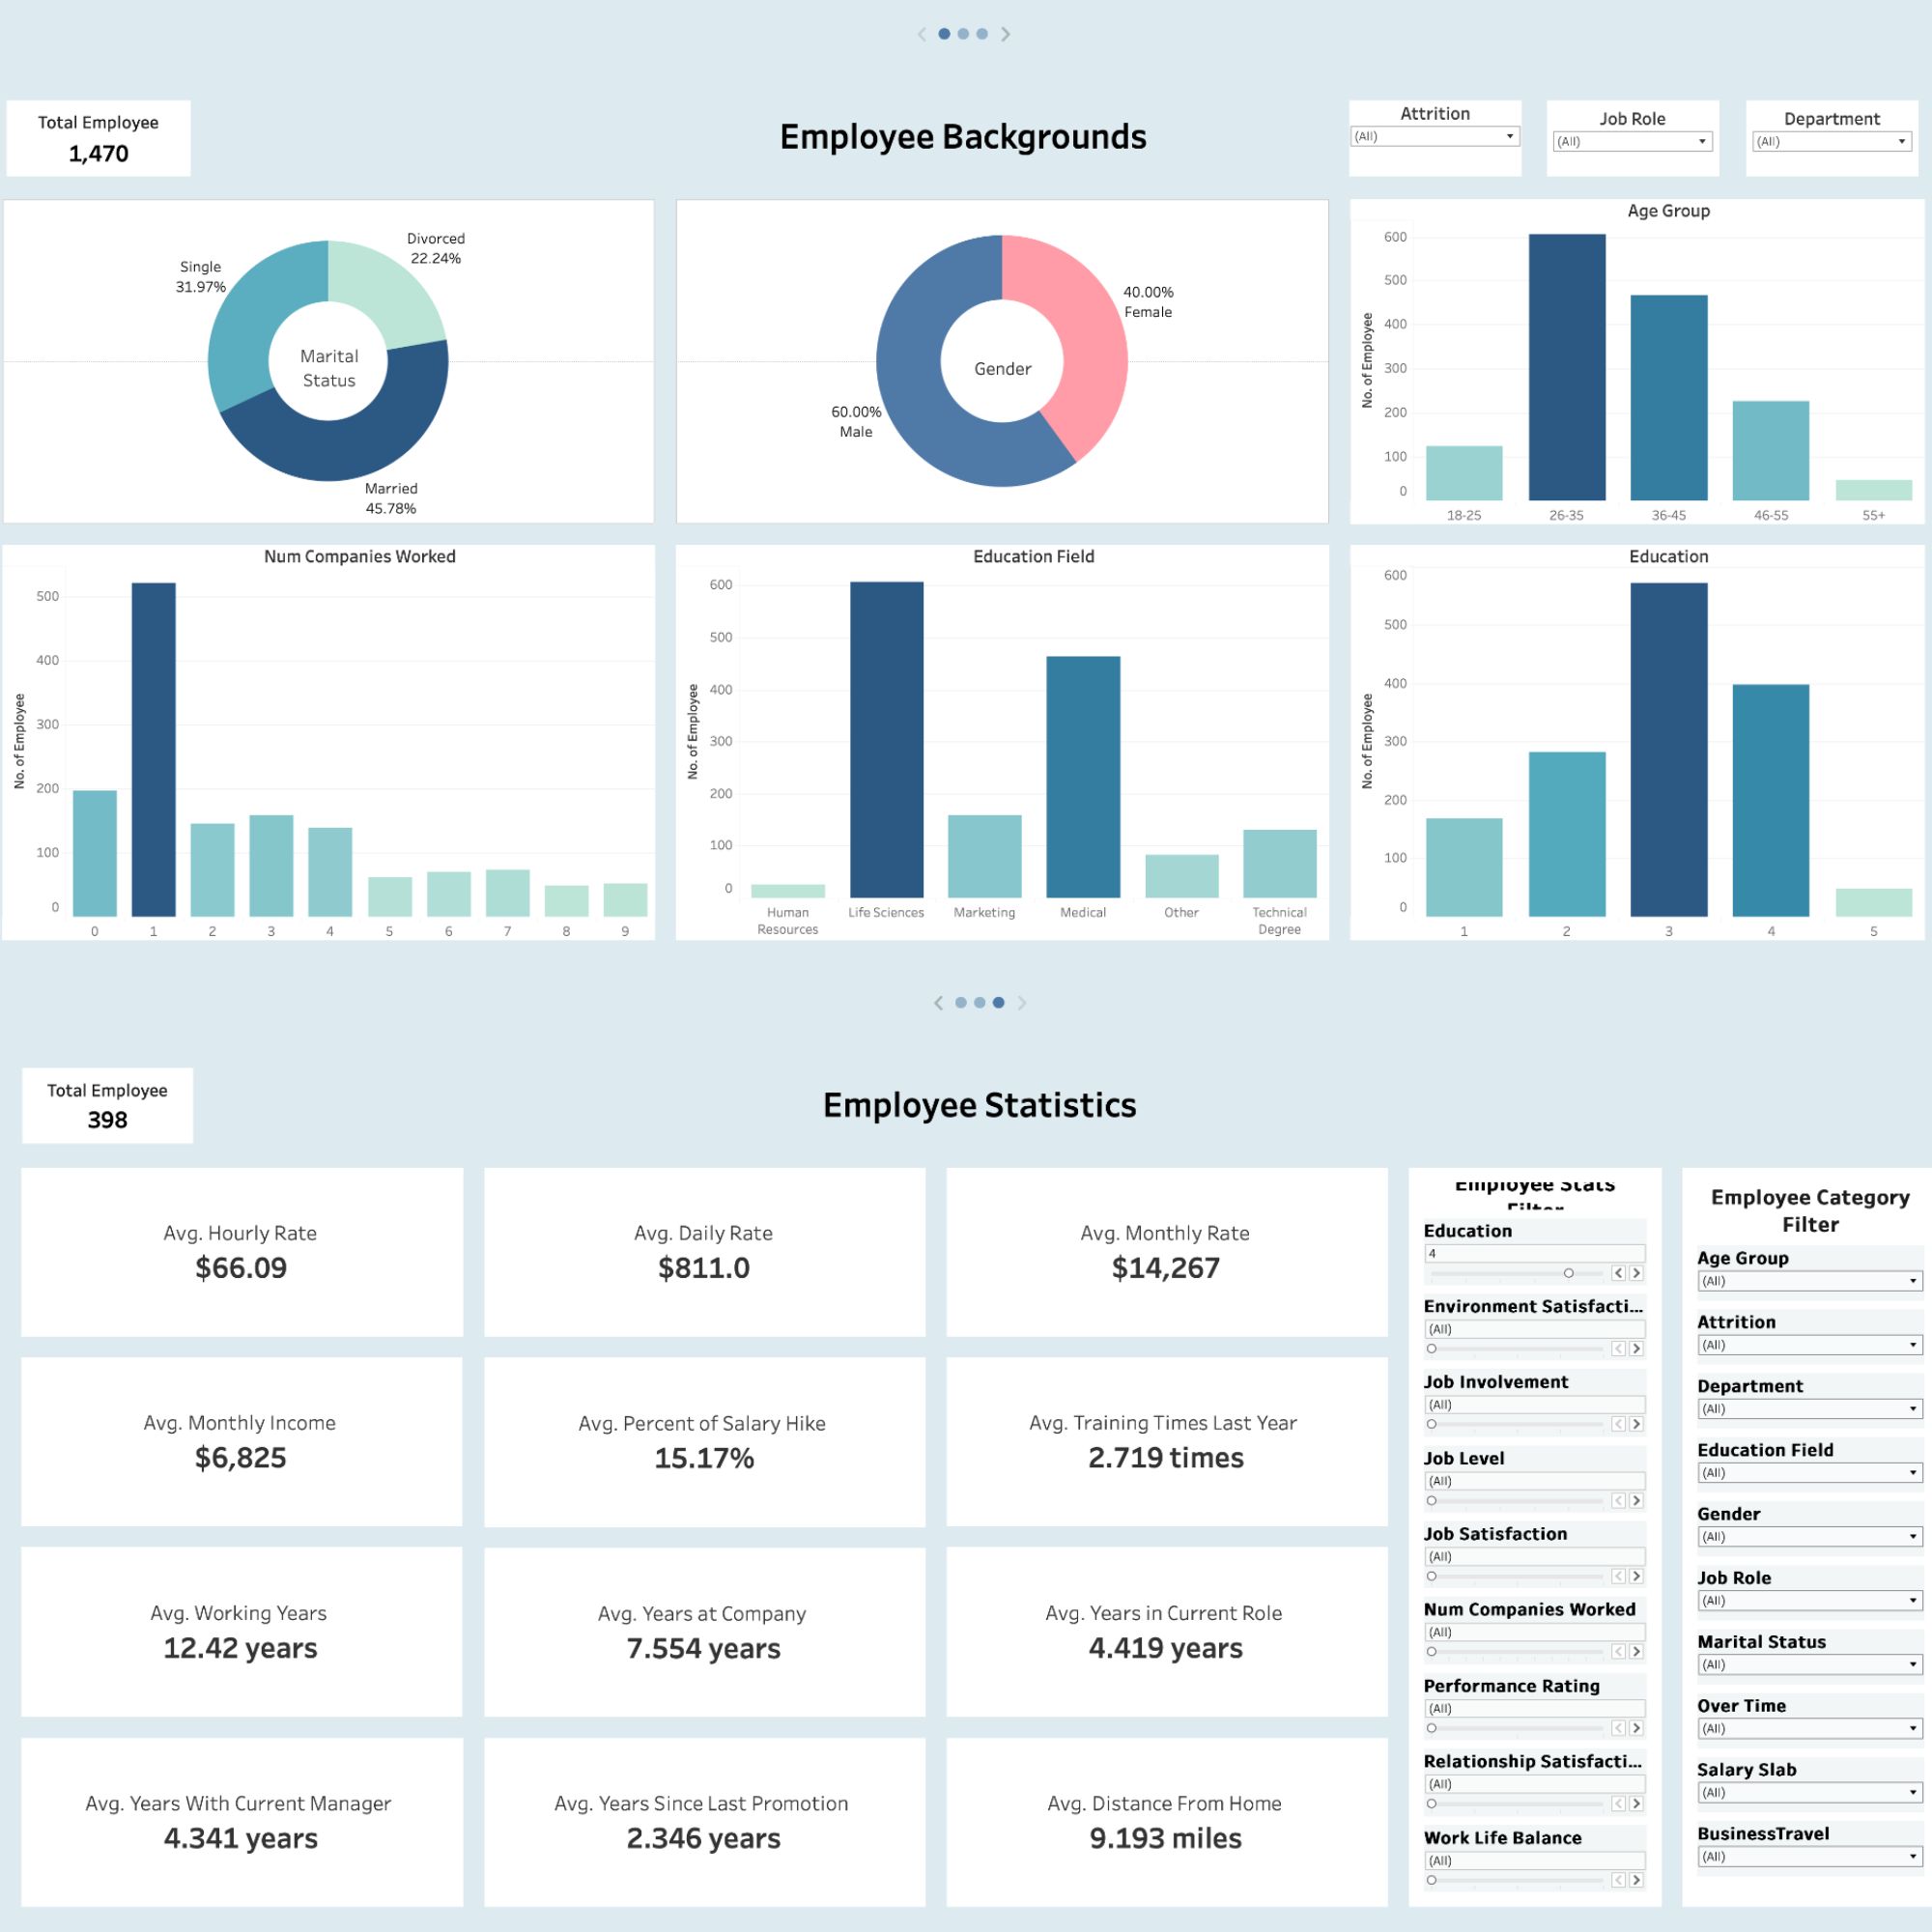 Total Employee
1,470
Employee Backgrounds
Attrition
(All)
Job Role
(All)
Department
(All)
Divorced
22.24%
Single
31.97%
Marital
Status
Married
45.78%
40.00%
Female
Gender
60.00%
Male
Age Group
No. of Employee
600
500
400
300
200
100
0
18-25
26-35
36-45
46-55
55+
Num Companies Worked
No. of Employee
500
400
300
200
100
0
0
1
2
3
4
5
6
7
8
9
Education Field
No. of Employee
600
500
400
300
200
100
0
Human
Resources
Life Sciences
Marketing
Medical
Other
Technical
Degree
Education
No. of Employee
600
500
400
300
200
100
0
1
2
3
4
5
Total Employee
398
Employee Statistics
Avg. Hourly Rate
$66.09
Avg. Daily Rate
$811.0
Avg. Monthly Rate
$14,267
Avg. Monthly Income
$6,825
Avg. Percent of Salary Hike
15.17%
Avg. Training Times Last Year
2.719 times
Avg. Working Years
12.42 years
Avg. Years at Company
7.554 years
Avg. Years in Current Role
4.419 years
Avg. Years With Current Manager
4.341 years
Avg. Years Since Last Promotion
2.346 years
Avg. Distance From Home
9.193 miles
Employee Stats
Filter
Education
4
Environment Satisfacti...
(All)
Job Involvement
(All)
Job Level
(All)
Job Satisfaction
(All)
Num Companies Worked
(All)
Performance Rating
(All)
Relationship Satisfacti...
(All)
Work Life Balance
(All)
Employee Category
Filter
Age Group
(All)
Attrition
(All)
Department
(All)
Education Field
(All)
Gender
(All)
Job Role
(All)
Marital Status
(All)
Over Time
(All)
Salary Slab
(All)
BusinessTravel
(All)